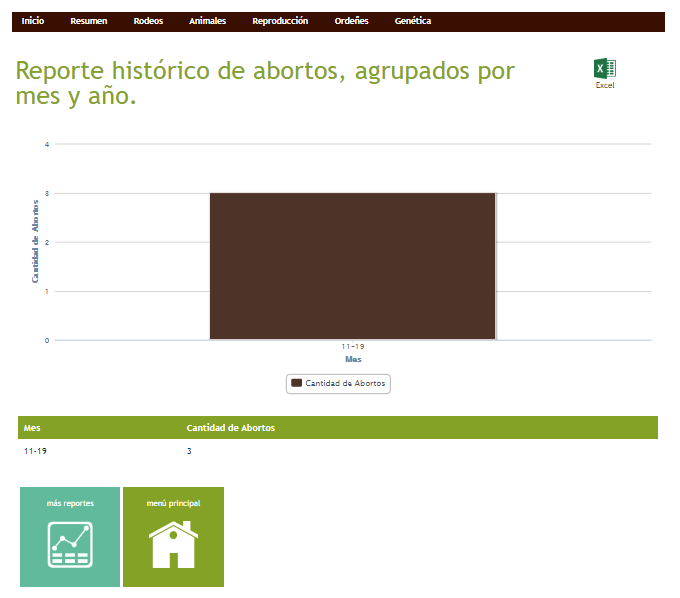 Inicio Resumen Rodeos Animales Reproducción Ordeñes Genética
Reporte histórico de abortos, agrupados por
mes y año.
X
Excel
4
3
2
1
0
Cantidad de Abortos
11-19
Mes
Cantidad de Abortos
Mes Cantidad de Abortos
11-19 3
más reportes menú principal